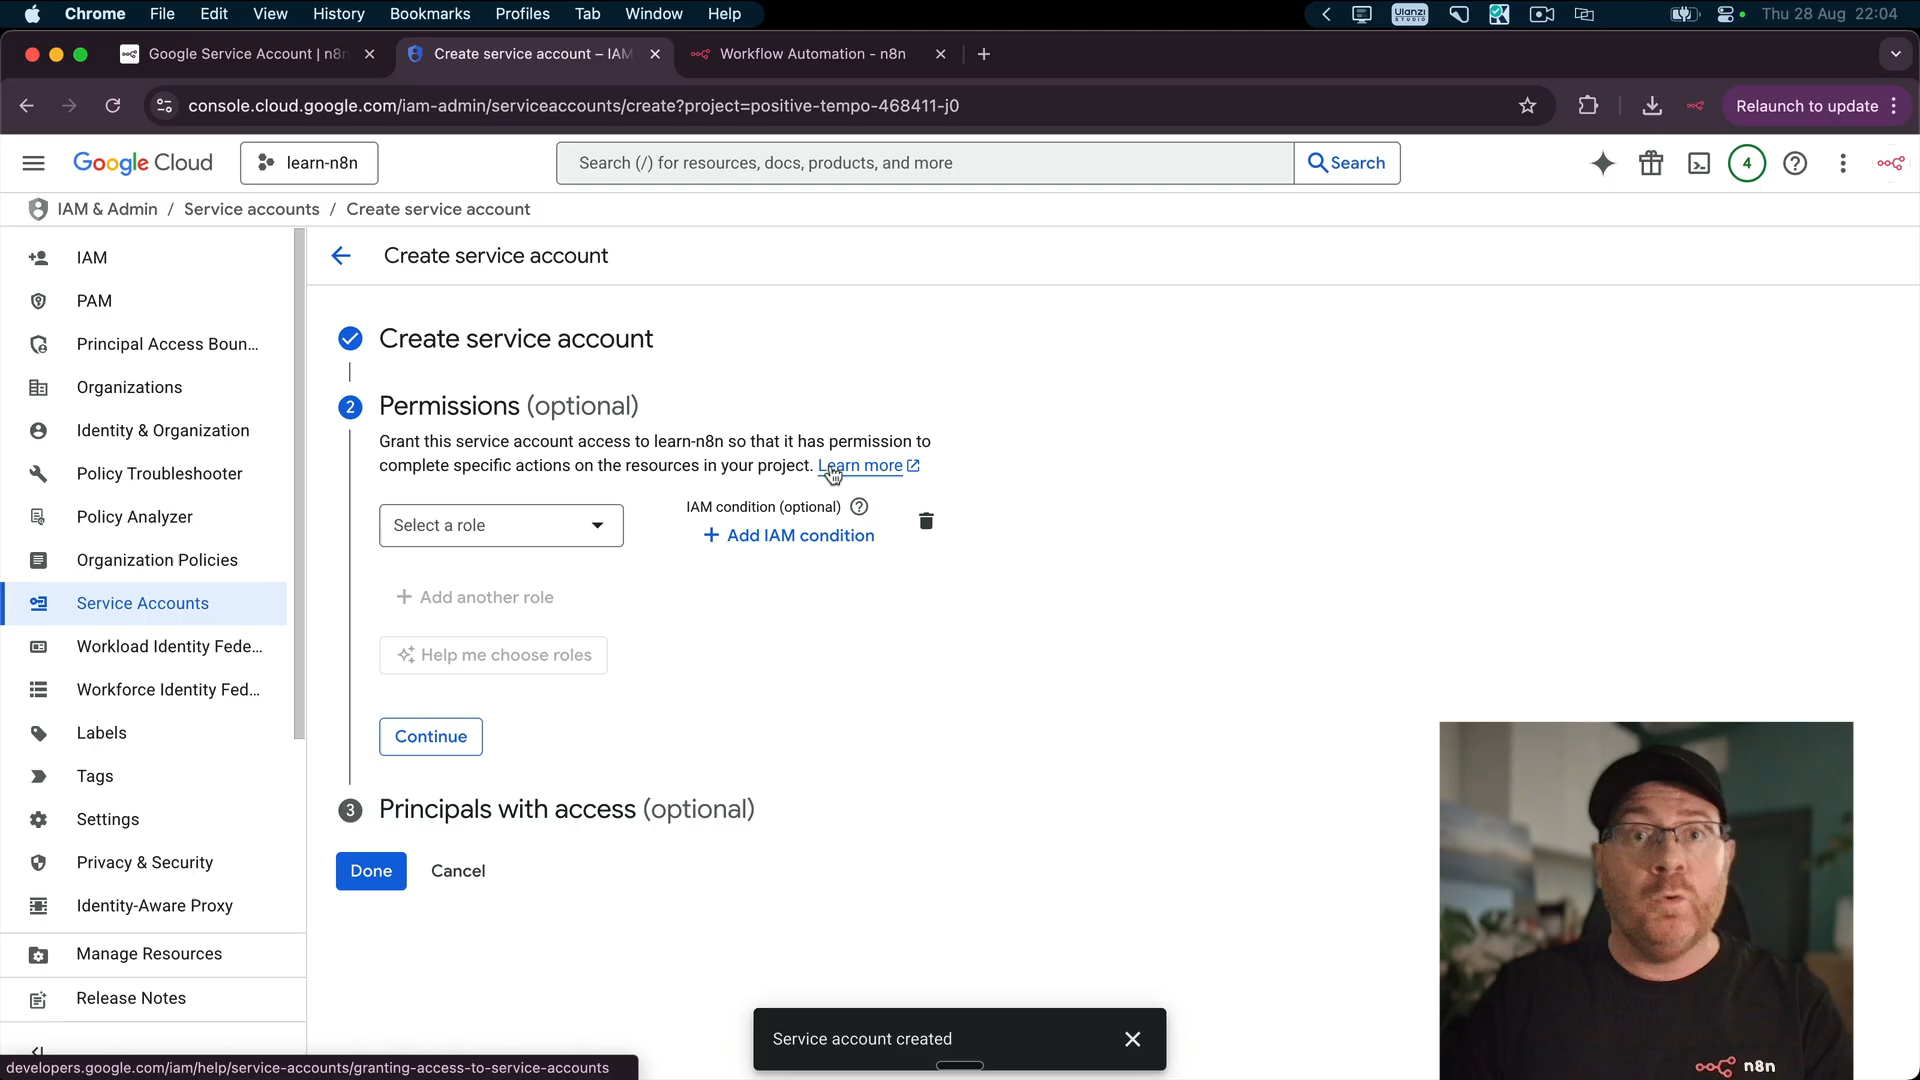 Chrome File Edit View History Bookmarks Profiles Tab Window Help
Ulanzi STUDIO
Thu 28 Aug 22:04
Google Service Account | n8n
Create service account – IAM
Workflow Automation - n8n
console.cloud.google.com/iam-admin/serviceaccounts/create?project=positive-tempo-468411-j0
Relaunch to update
Google Cloud
learn-n8n
Search (/) for resources, docs, products, and more
Search
4
IAM & Admin / Service accounts / Create service account
IAM
PAM
Principal Access Boun...
Organizations
Identity & Organization
Policy Troubleshooter
Policy Analyzer
Organization Policies
Service Accounts
Workload Identity Fede...
Workforce Identity Fed...
Labels
Tags
Settings
Privacy & Security
Identity-Aware Proxy
Manage Resources
Release Notes
Create service account
Create service account
2 Permissions (optional)
Grant this service account access to learn-n8n so that it has permission to
complete specific actions on the resources in your project. Learn more
Select a role
IAM condition (optional)
+ Add IAM condition
+ Add another role
Help me choose roles
Continue
3 Principals with access (optional)
Done
Cancel
Service account created
developers.google.com/iam/help/service-accounts/granting-access-to-service-accounts
n8n